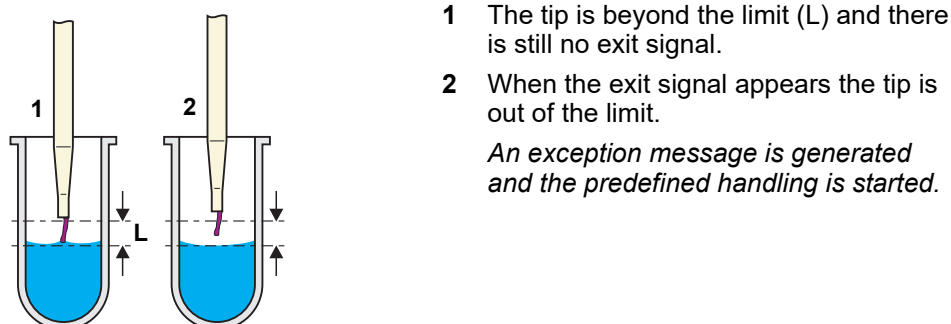 1
2
L
1 The tip is beyond the limit (L) and there
is still no exit signal.
2 When the exit signal appears the tip is
out of the limit.
An exception message is generated
and the predefined handling is started.